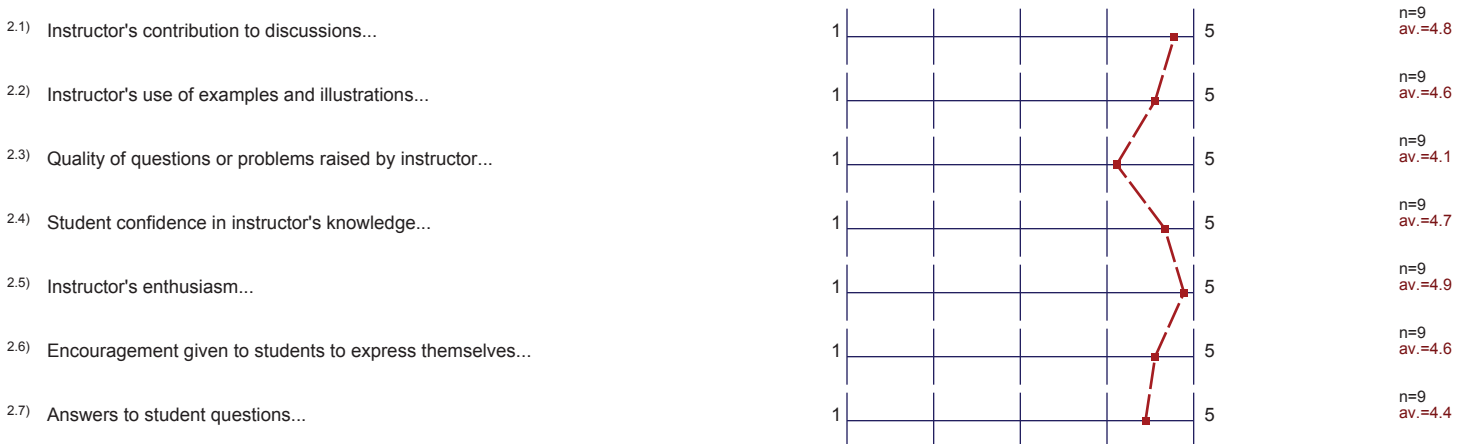 2.1) Instructor's contribution to discussions... 1 5 n=9
av.=4.8
2.2) Instructor's use of examples and illustrations... 1 5 n=9
av.=4.6
2.3) Quality of questions or problems raised by instructor... 1 5 n=9
av.=4.1
2.4) Student confidence in instructor's knowledge... 1 5 n=9
av.=4.7
2.5) Instructor's enthusiasm... 1 5 n=9
av.=4.9
2.6) Encouragement given to students to express themselves... 1 5 n=9
av.=4.6
2.7) Answers to student questions... 1 5 n=9
av.=4.4